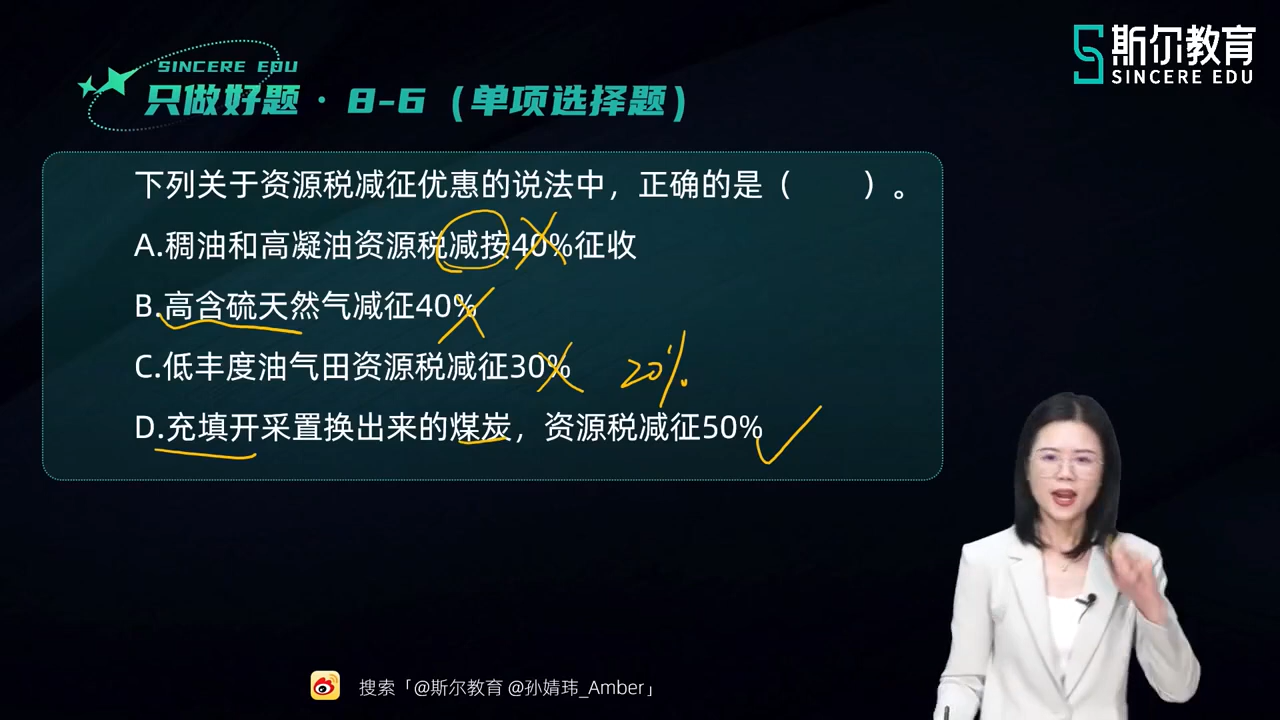 斯尔教育
SINCERE EDU
SINCERE EDU
只做好题·8-6（单项选择题）
下列关于资源税减征优惠的说法中，正确的是（　　）。
A.稠油和高凝油资源税减按40%征收
B.高含硫天然气减征40%
C.低丰度油气田资源税减征30% 20%
D.充填开采置换出来的煤炭，资源税减征50%
搜索「@斯尔教育 @孙婧玮_Amber」